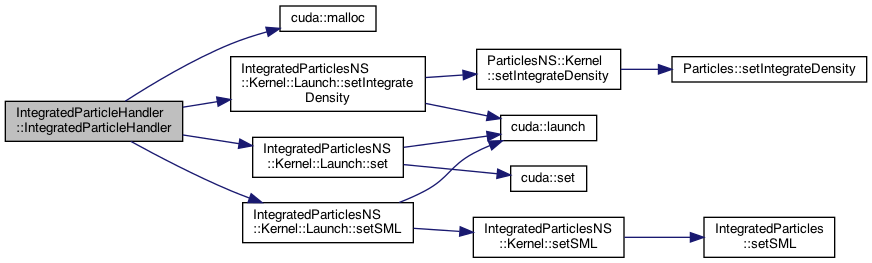 IntegratedParticleHandler
::IntegratedParticleHandler
cuda::malloc
IntegratedParticlesNS
::Kernel::Launch::setIntegrate
Density
ParticlesNS::Kernel
::setIntegrateDensity
Particles::setIntegrateDensity
cuda::launch
IntegratedParticlesNS
::Kernel::Launch::set
cuda::set
IntegratedParticlesNS
::Kernel::Launch::setSML
IntegratedParticlesNS
::Kernel::setSML
IntegratedParticles
::setSML